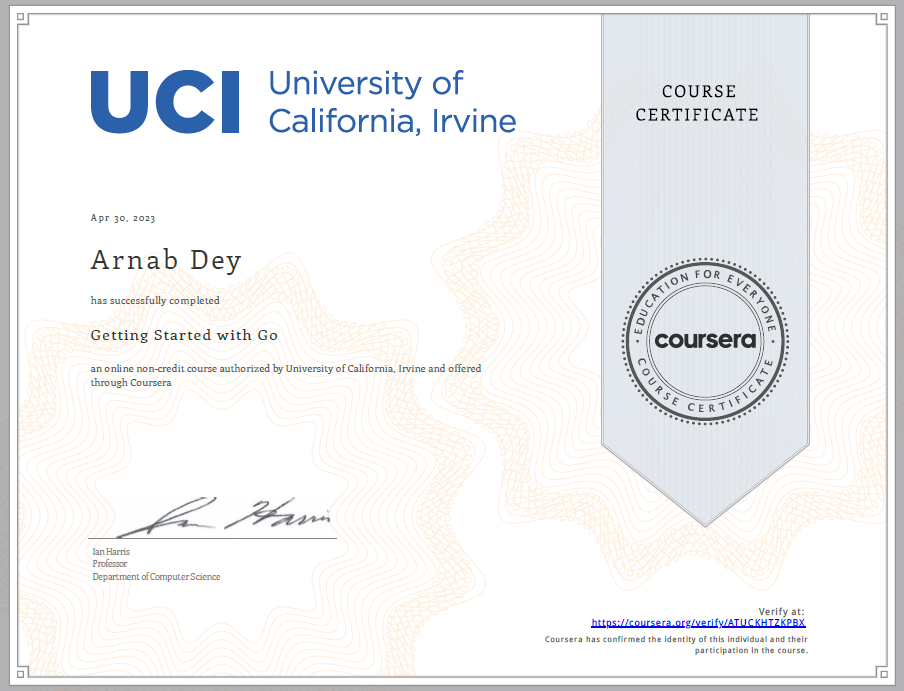 UCI
University of
California, Irvine
COURSE
CERTIFICATE
Apr 30, 2023
Arnab Dey
has successfully completed
Getting Started with Go
an online non-credit course authorized by University of California, Irvine and offered
through Coursera
EDUCATION FOR EVERYONE
coursera
COURSE CERTIFICATE
Ian Harris
Ian Harris
Professor
Department of Computer Science
Verify at:
https://coursera.org/verify/ATUCKHTZKPBX
Coursera has confirmed the identity of this individual and their
participation in the course.